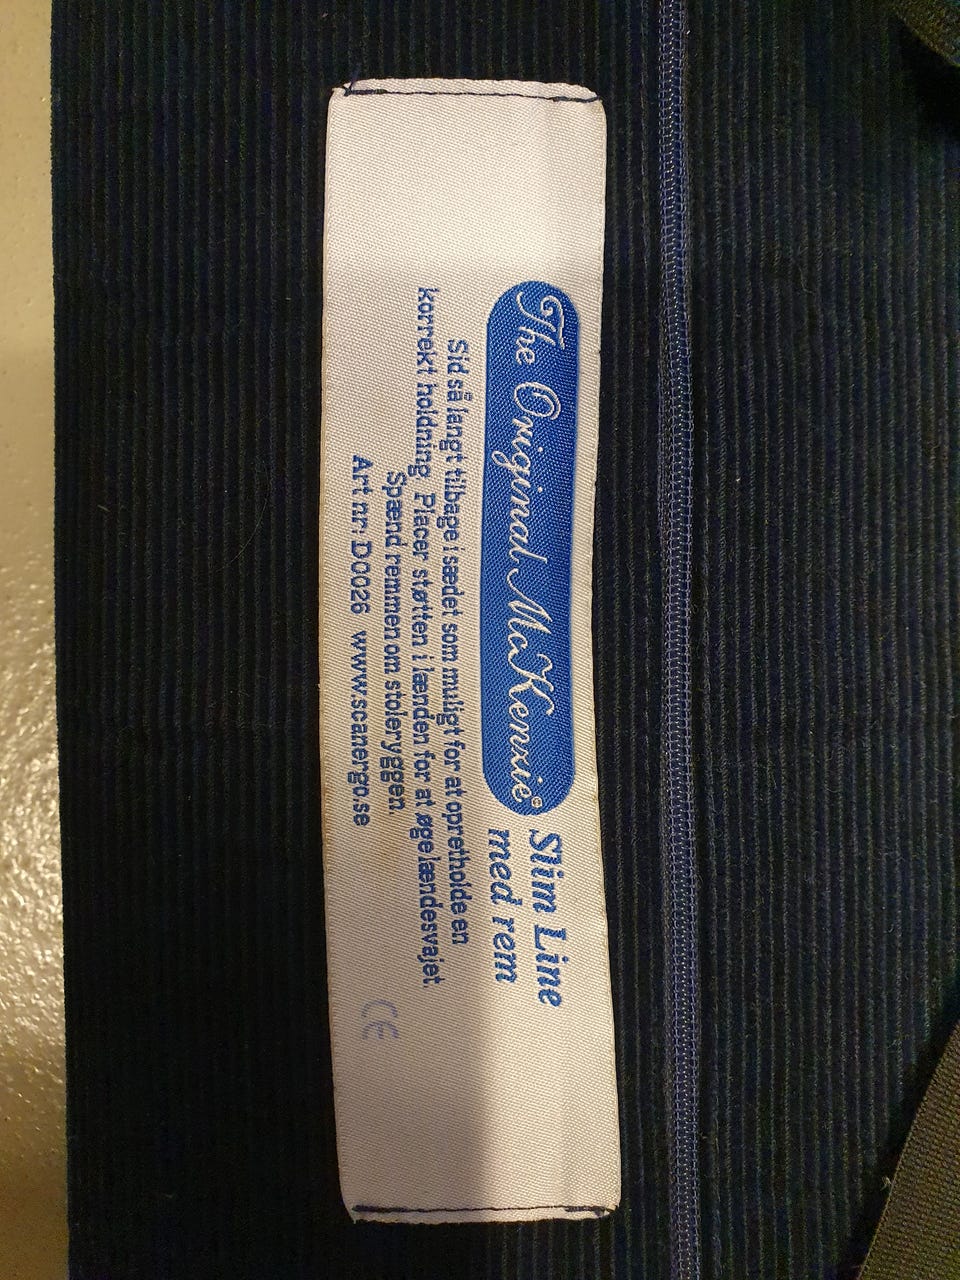 The Original McKenzie®
Slim Line
med rem
Sid så langt tilbage i sædet som muligt for at opretholde en
korrekt holdning. Placer støtten i lænden for at øge lændesvajet.
Spænd remmen om stoleryggen.
Art nr: D0026 www.scanergo.se
CE